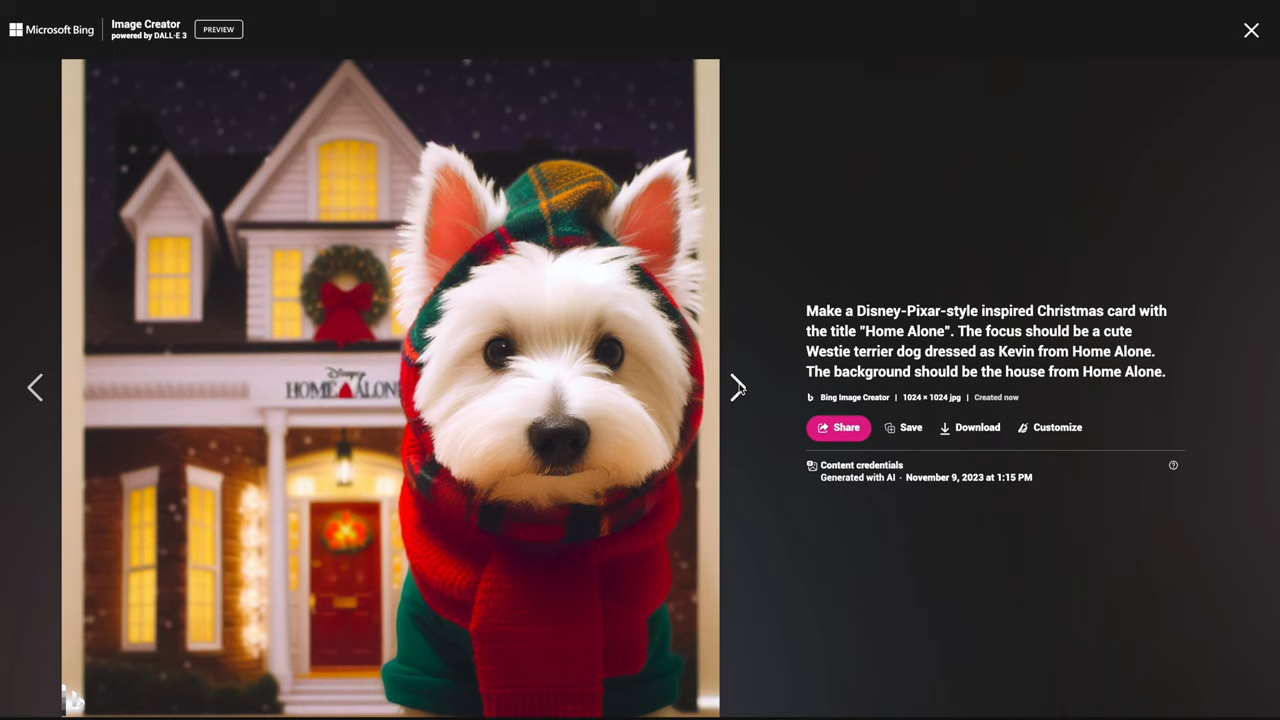 Microsoft Bing
Image Creator
powered by DALL·E 3
PREVIEW
Disney
HOME ALONE
Make a Disney-Pixar-style inspired Christmas card with
the title "Home Alone". The focus should be a cute
Westie terrier dog dressed as Kevin from Home Alone.
The background should be the house from Home Alone.
Bing Image Creator | 1024 × 1024 jpg | Created now
Share Save Download Customize
Content credentials
Generated with AI · November 9, 2023 at 1:15 PM